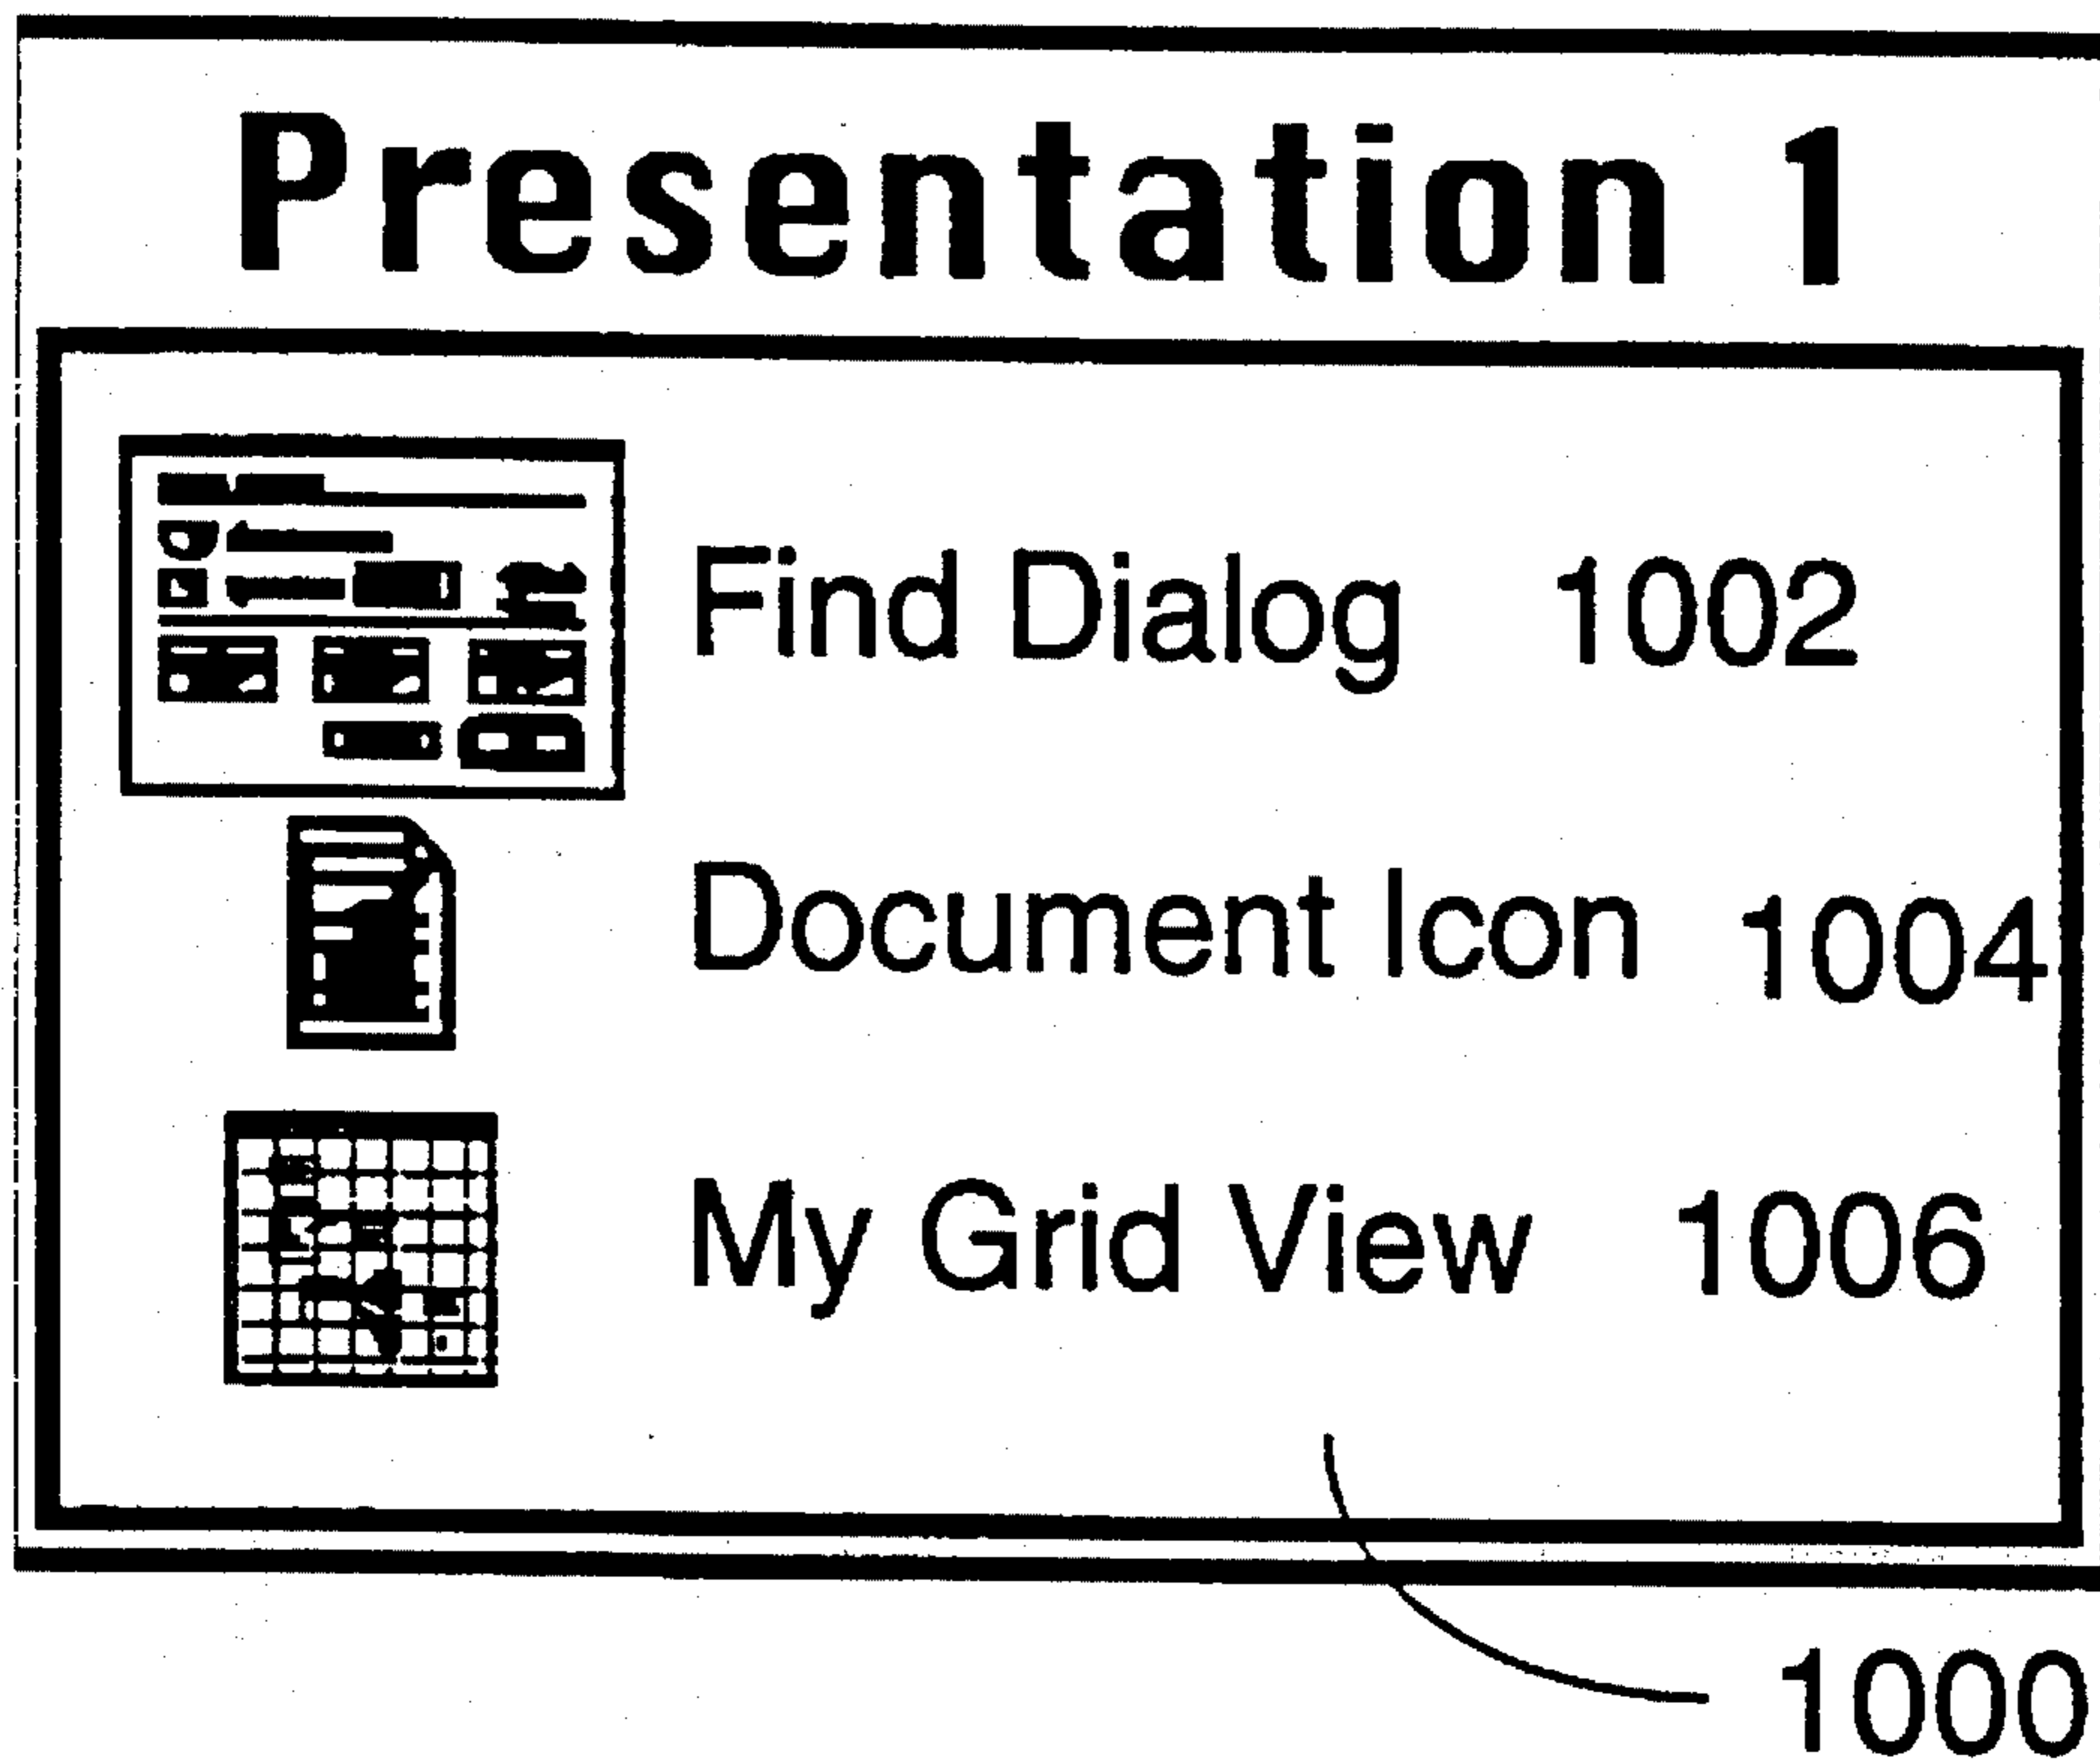 Presentation 1
Find Dialog 1002
Document Icon 1004
My Grid View 1006
1000